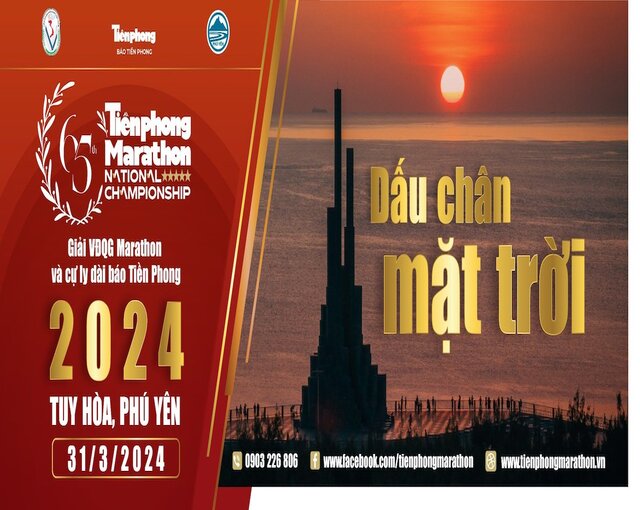 Tiền phong
BÁO TIỀN PHONG
65th
Tiền phong
Marathon
NATIONAL
CHAMPIONSHIP
Giải VĐQG Marathon
và cự ly dài báo Tiền Phong
2024
TUY HÒA, PHÚ YÊN
31/3/2024
Dấu chân
mặt trời
0903 226 806
www.facebook.com/tienphongmarathon
www.tienphongmarathon.vn